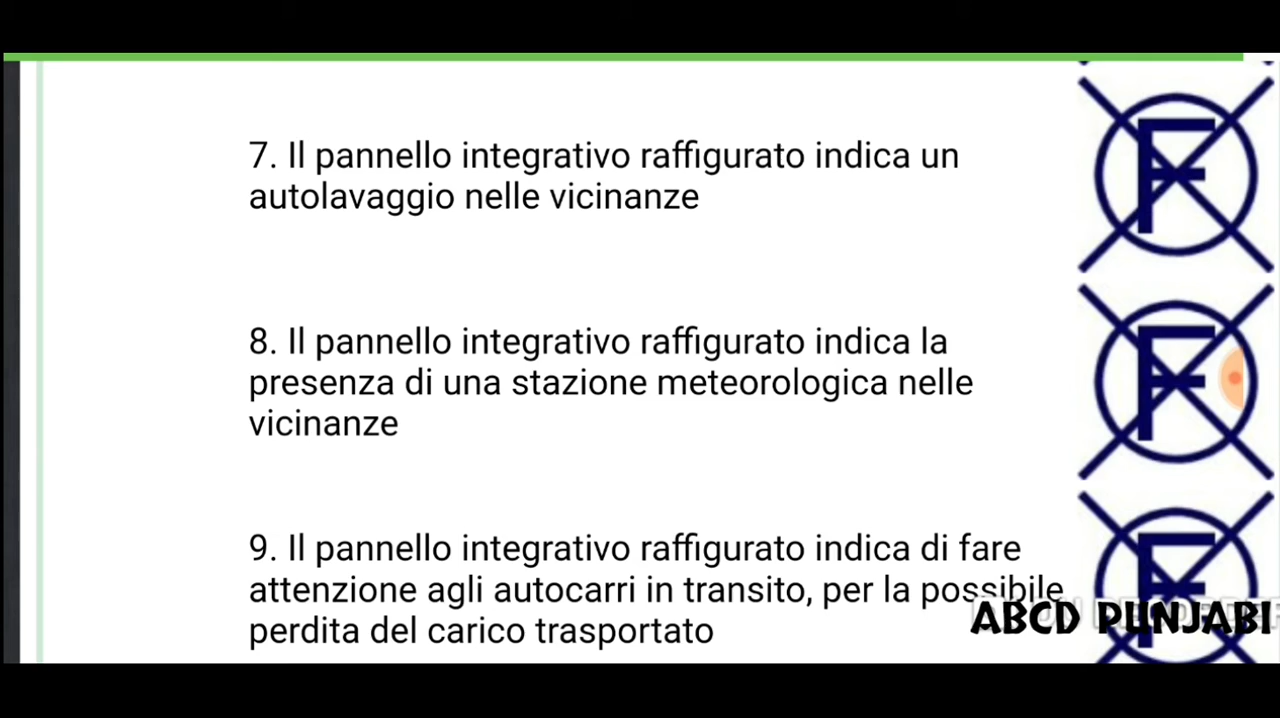 7. Il pannello integrativo raffigurato indica un
autolavaggio nelle vicinanze
8. Il pannello integrativo raffigurato indica la
presenza di una stazione meteorologica nelle
vicinanze
9. Il pannello integrativo raffigurato indica di fare
attenzione agli autocarri in transito, per la possibile
perdita del carico trasportato
F
F
F
ABCD PUNJABI